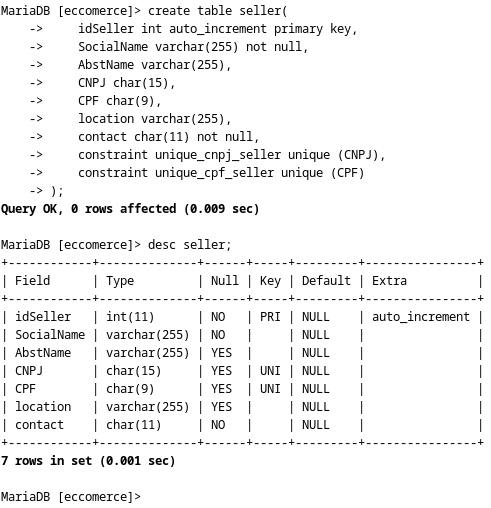 MariaDB [eccomerce]> create table seller(
    ->     idSeller int auto_increment primary key,
    ->     SocialName varchar(255) not null,
    ->     AbstName varchar(255),
    ->     CNPJ char(15),
    ->     CPF char(9),
    ->     location varchar(255),
    ->     contact char(11) not null,
    ->     constraint unique_cnpj_seller unique (CNPJ),
    ->     constraint unique_cpf_seller unique (CPF)
    -> );
Query OK, 0 rows affected (0.009 sec)

MariaDB [eccomerce]> desc seller;
+------------+--------------+------+-----+---------+----------------+
| Field      | Type         | Null | Key | Default | Extra          |
+------------+--------------+------+-----+---------+----------------+
| idSeller   | int(11)      | NO   | PRI | NULL    | auto_increment |
| SocialName | varchar(255) | NO   |     | NULL    |                |
| AbstName   | varchar(255) | YES  |     | NULL    |                |
| CNPJ       | char(15)     | YES  | UNI | NULL    |                |
| CPF        | char(9)      | YES  | UNI | NULL    |                |
| location   | varchar(255) | YES  |     | NULL    |                |
| contact    | char(11)     | NO   |     | NULL    |                |
+------------+--------------+------+-----+---------+----------------+
7 rows in set (0.001 sec)

MariaDB [eccomerce]>